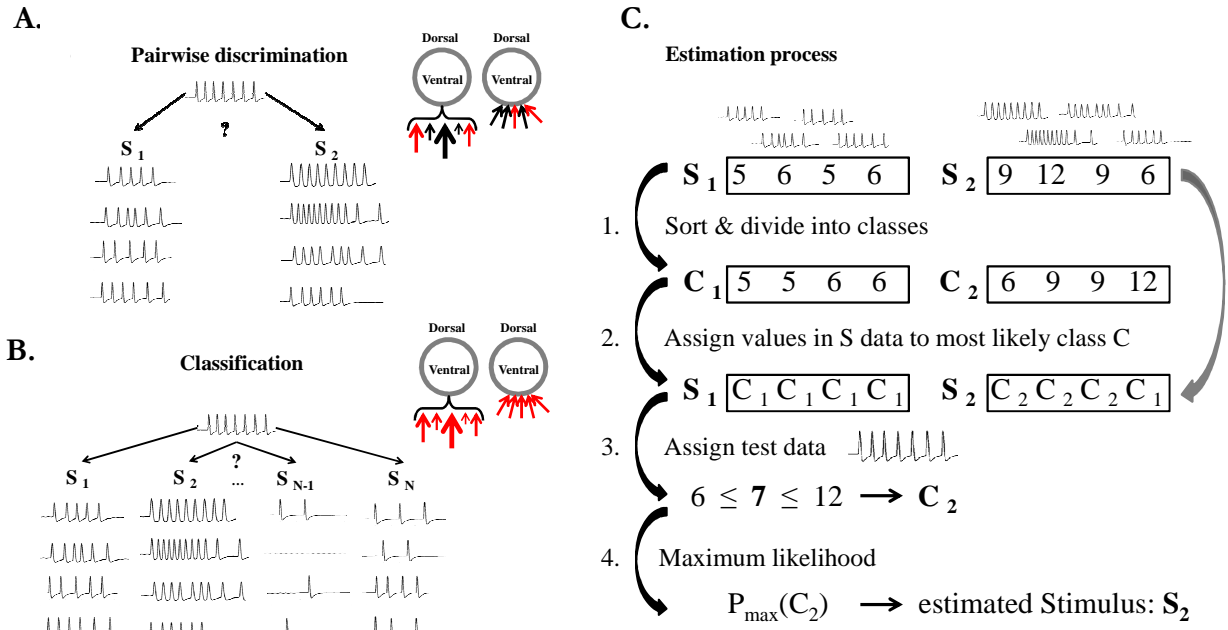 A.
Pairwise discrimination
Dorsal Dorsal
Ventral Ventral
?
S 1 S 2
B.
Classification
Dorsal Dorsal
Ventral Ventral
?
S 1 S 2 ... S N-1 S N
C.
Estimation process
S 1 5 6 5 6 S 2 9 12 9 6
1. Sort & divide into classes
C 1 5 5 6 6 C 2 6 9 9 12
2. Assign values in S data to most likely class C
S 1 C 1 C 1 C 1 C 1 S 2 C 2 C 2 C 2 C 1
3. Assign test data
6 ≤ 7 ≤ 12 → C 2
4. Maximum likelihood
Pmax(C2) → estimated Stimulus: S2